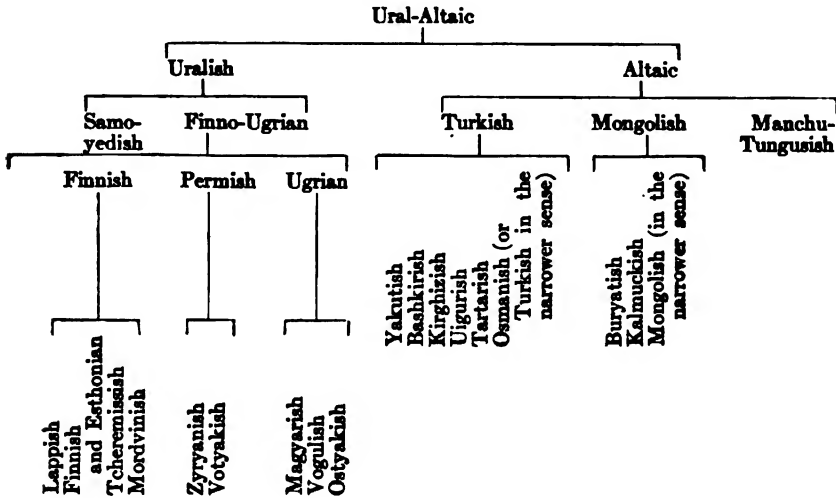 Ural-Altaic
Uralish
Altaic
Samo-
yedish
Finno-Ugrian
Turkish
Mongolish
Manchu-
Tungusish
Finnish
Permish
Ugrian
Lappish
Finnish
and Esthonian
Tcheremissish
Mordvinish
Zyryanish
Votyakish
Magyarish
Vogulish
Ostyakish
Yakutish
Bashkirish
Kirghizish
Uigurish
Tartarish
Osmanish (or
Turkish in the
narrower sense)
Buryatish
Kalmuckish
Mongolish (in the
narrower sense)